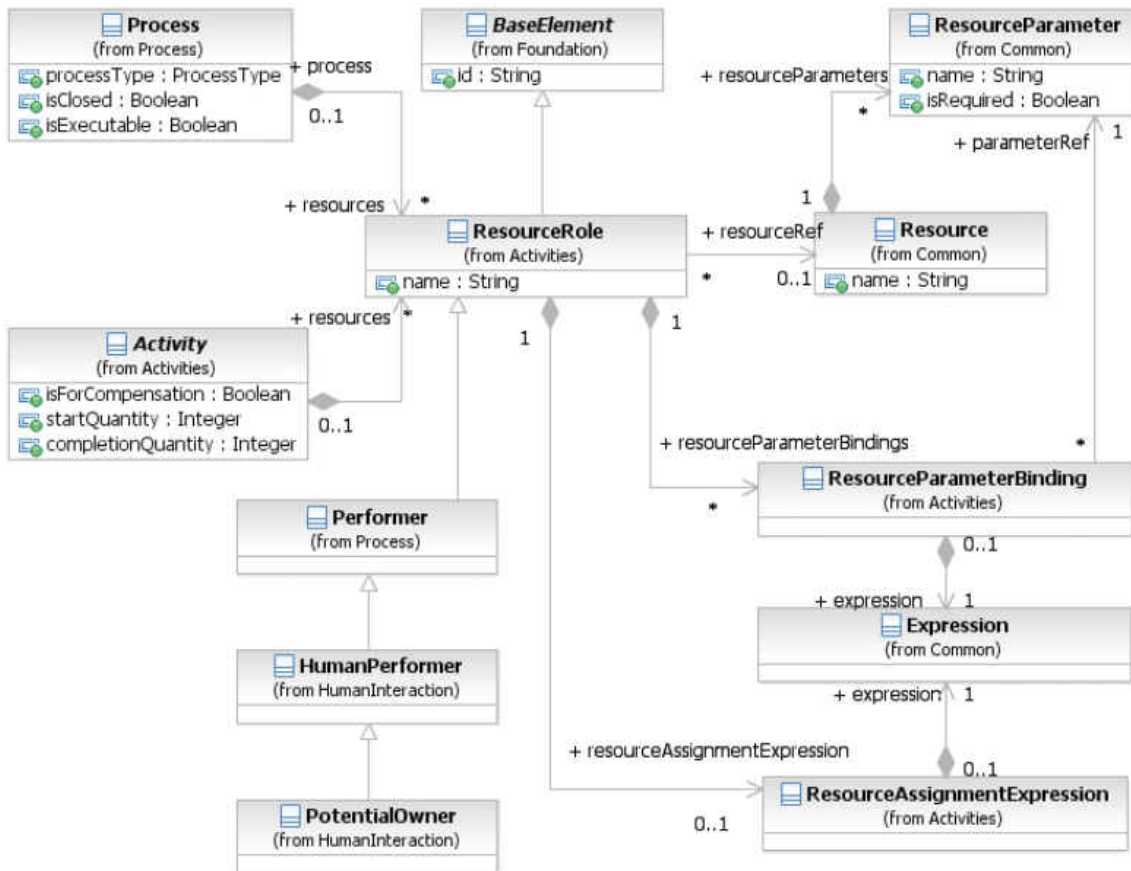 Process
(from Process)
processType : ProcessType
isClosed : Boolean
isExecutable : Boolean
+ process
0..1
BaseElement
(from Foundation)
id : String
ResourceParameter
(from Common)
name : String
isRequired : Boolean
+ resourceParameters
*
1
+ parameterRef
1
+ resources
*
ResourceRole
(from Activities)
name : String
+ resourceRef
*
0..1
Resource
(from Common)
name : String
+ resources
*
1
1
Activity
(from Activities)
isForCompensation : Boolean
startQuantity : Integer
completionQuantity : Integer
0..1
+ resourceParameterBindings
*
*
ResourceParameterBinding
(from Activities)
0..1
Performer
(from Process)
+ expression
1
Expression
(from Common)
+ expression
1
HumanPerformer
(from HumanInteraction)
+ resourceAssignmentExpression
0..1
0..1
ResourceAssignmentExpression
(from Activities)
PotentialOwner
(from HumanInteraction)